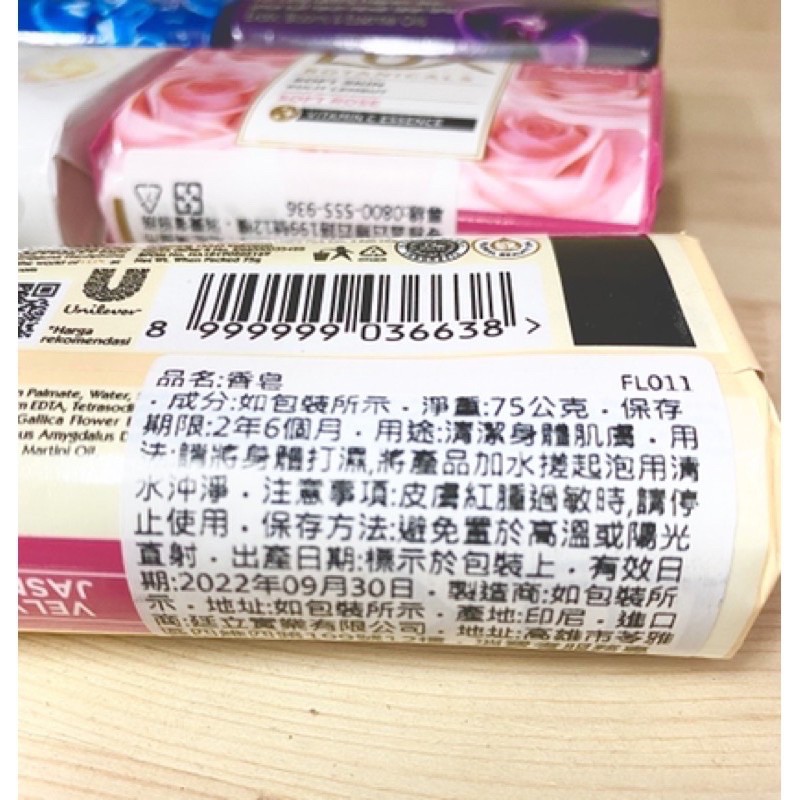 LUX
BOTANICALS
SOFT SKIN
SOFT ROSE
VITAMIN C ESSENCE
0800-555-936
Unilever
*Harga
rekomendasi
8 999999 036638 >
Palmate, Water,
EDTA, Tetrasodi
Gallica Flower
Amygdalus D
Martini Oil
品名:香皂 FL011
．成分:如包裝所示．淨重:75公克．保存
期限:2年6個月．用途:清潔身體肌膚．用
法:請將身體打濕,將產品加水搓起泡用清
水沖淨．注意事項:皮膚紅腫過敏時,請停
止使用．保存方法:避免置於高溫或陽光
直射．出產日期:標示於包裝上．有效日
期:2022年09月30日．製造商:如包裝所
示．地址:如包裝所示．產地:印尼．進口
商:廷立實業有限公司．地址:高雄市苓雅
VELV
JAS